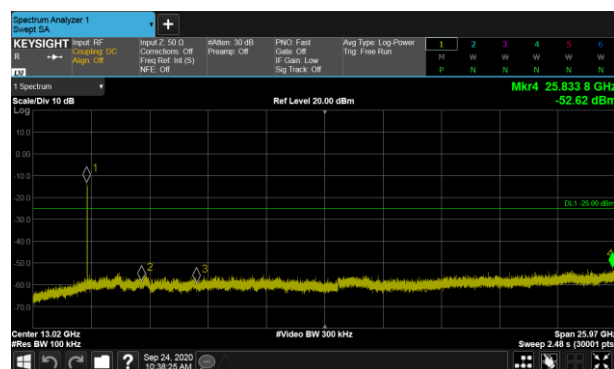 Spectrum Analyzer 1
Swept SA
+
KEYSIGHT Input: RF Input Z: 50 Ω #Atten: 30 dB PNO: Fast Avg Type: Log-Power 1 2 3 4 5 6
R Coupling: DC Corrections: Off Preamp: Off Gate: Off Trig: Free Run M W W W W W
Align: Off Freq Ref: Int (S) IF Gain: Low P N N N N N
NFE: Off Sig Track: Off
1 Spectrum Mkr4 25.833 8 GHz
Scale/Div 10 dB Ref Level 20.00 dBm -52.62 dBm
Log
10.0
0.00
1
-10.0
-20.0
DL1 -25.00 dBm
-30.0
-40.0
4
-50.0
2 3
-60.0
-70.0
Center 13.02 GHz #Video BW 300 kHz Span 25.97 GHz
#Res BW 100 kHz Sweep 2.48 s (30001 pts)
? Sep 24, 2020
10:38:25 AM